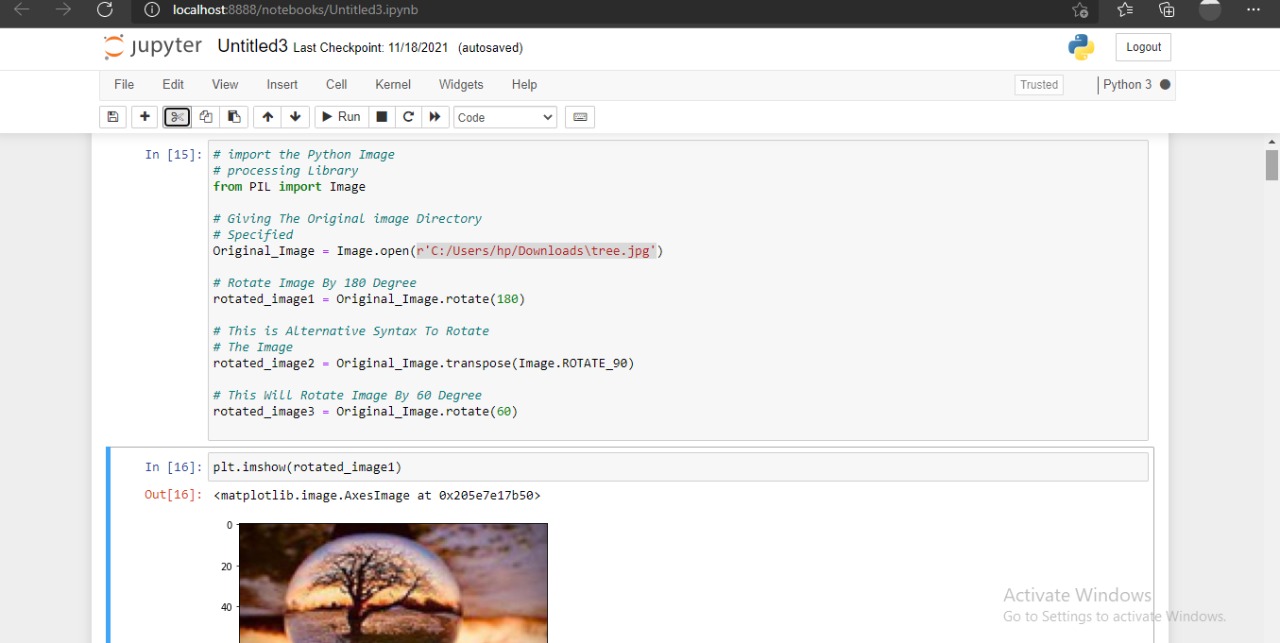 localhost:8888/notebooks/Untitled3.ipynb
jupyter Untitled3 Last Checkpoint: 11/18/2021 (autosaved)
Logout
File Edit View Insert Cell Kernel Widgets Help
Trusted
Python 3
Run
Code
In [15]:
# import the Python Image
# processing Library
from PIL import Image
# Giving The Original image Directory
# Specified
Original_Image = Image.open(r'C:/Users/hp/Downloads\tree.jpg')
# Rotate Image By 180 Degree
rotated_image1 = Original_Image.rotate(180)
# This is Alternative Syntax To Rotate
# The Image
rotated_image2 = Original_Image.transpose(Image.ROTATE_90)
# This Will Rotate Image By 60 Degree
rotated_image3 = Original_Image.rotate(60)
In [16]: plt.imshow(rotated_image1)
Out[16]: <matplotlib.image.AxesImage at 0x205e7e17b50>
0
20
40
Activate Windows
Go to Settings to activate Windows.